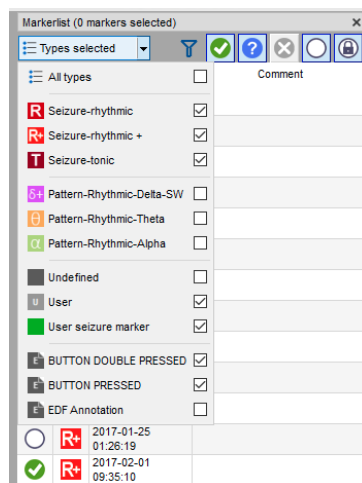 Markerlist (0 markers selected)
Types selected
Comment
All types
R Seizure-rhythmic
R+ Seizure-rhythmic +
T Seizure-tonic
δ+ Pattern-Rhythmic-Delta-SW
θ Pattern-Rhythmic-Theta
α Pattern-Rhythmic-Alpha
Undefined
U User
User seizure marker
E BUTTON DOUBLE PRESSED
E BUTTON PRESSED
E EDF Annotation
R+ 2017-01-25
01:26:19
R+ 2017-02-01
09:35:10